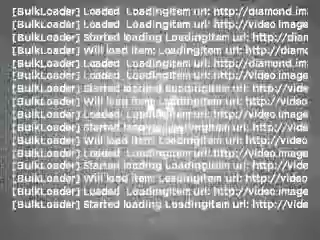 [BulkLoader] Loaded LoadingItem url: http://diamond.im
[BulkLoader] Loaded LoadingItem url: http://video.image
[BulkLoader] Started loading LoadingItem url: http://diam
[BulkLoader] Will load item: LoadingItem url: http://diamo
[BulkLoader] Loaded LoadingItem url: http://diamond.im
[BulkLoader] Loaded LoadingItem url: http://video.image
[BulkLoader] Started loading LoadingItem url: http://vide
[BulkLoader] Will load item: LoadingItem url: http://video
[BulkLoader] Loaded LoadingItem url: http://video.image
[BulkLoader] Started loading LoadingItem url: http://vide
[BulkLoader] Will load item: LoadingItem url: http://video
[BulkLoader] Loaded LoadingItem url: http://video.image
[BulkLoader] Started loading LoadingItem url: http://vide
[BulkLoader] Will load item: LoadingItem url: http://video
[BulkLoader] Loaded LoadingItem url: http://video.image
[BulkLoader] Started loading LoadingItem url: http://vide